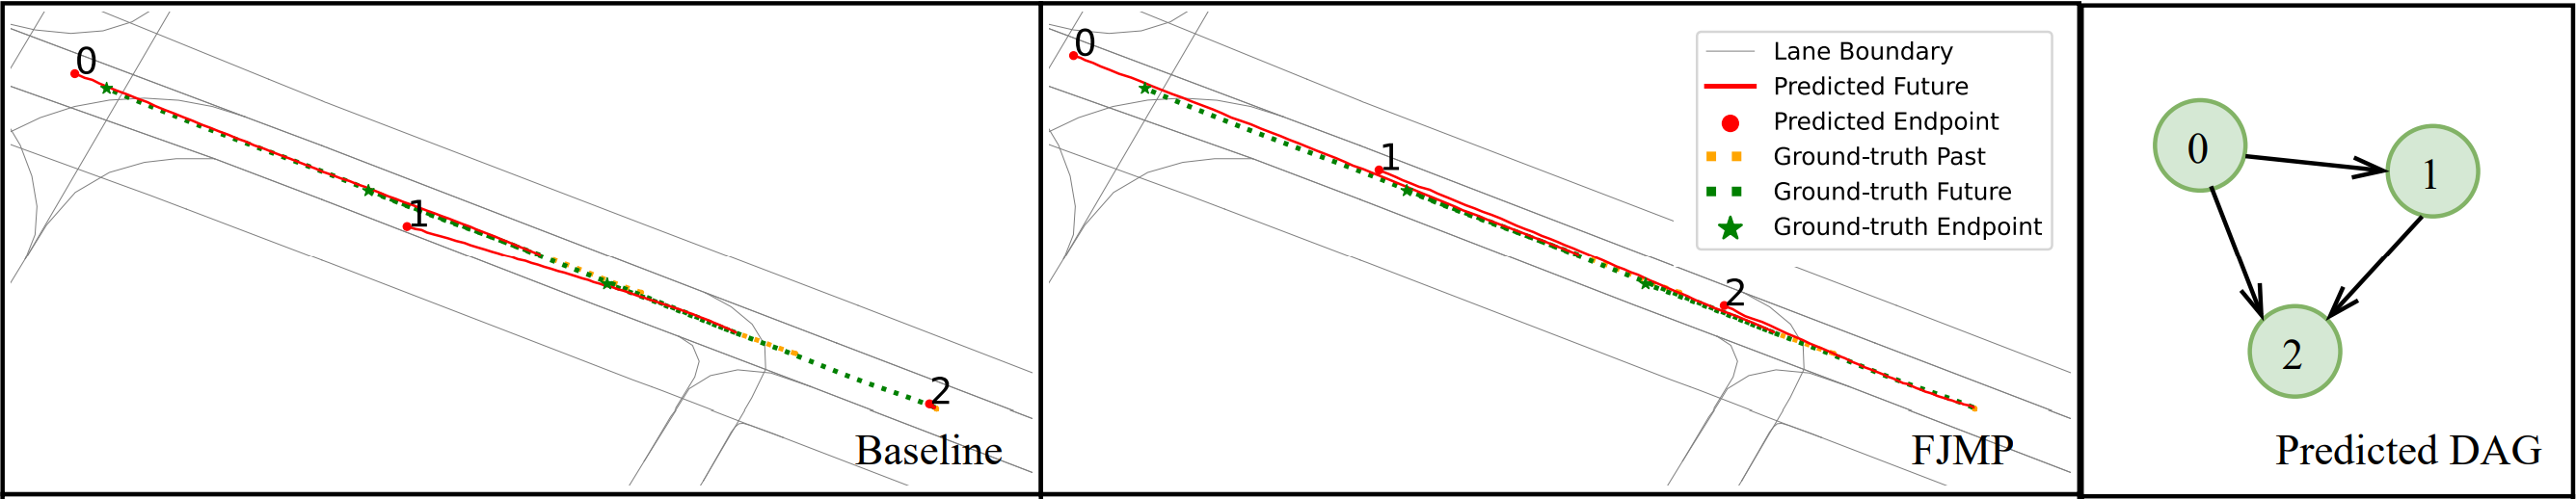 0
1
2
Baseline
0
1
2
Lane Boundary
Predicted Future
Predicted Endpoint
Ground-truth Past
Ground-truth Future
Ground-truth Endpoint
FJMP
0
1
2
Predicted DAG